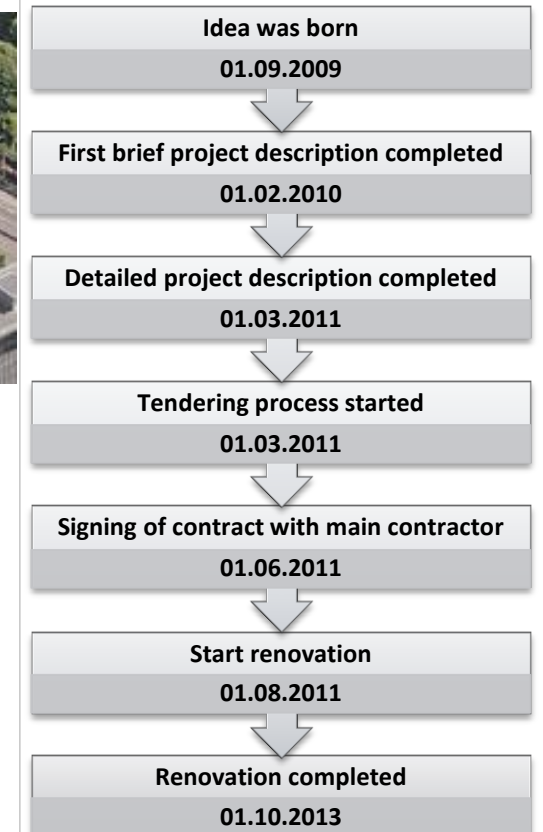 Idea was born
01.09.2009
First brief project description completed
01.02.2010
Detailed project description completed
01.03.2011
Tendering process started
01.03.2011
Signing of contract with main contractor
01.06.2011
Start renovation
01.08.2011
Renovation completed
01.10.2013